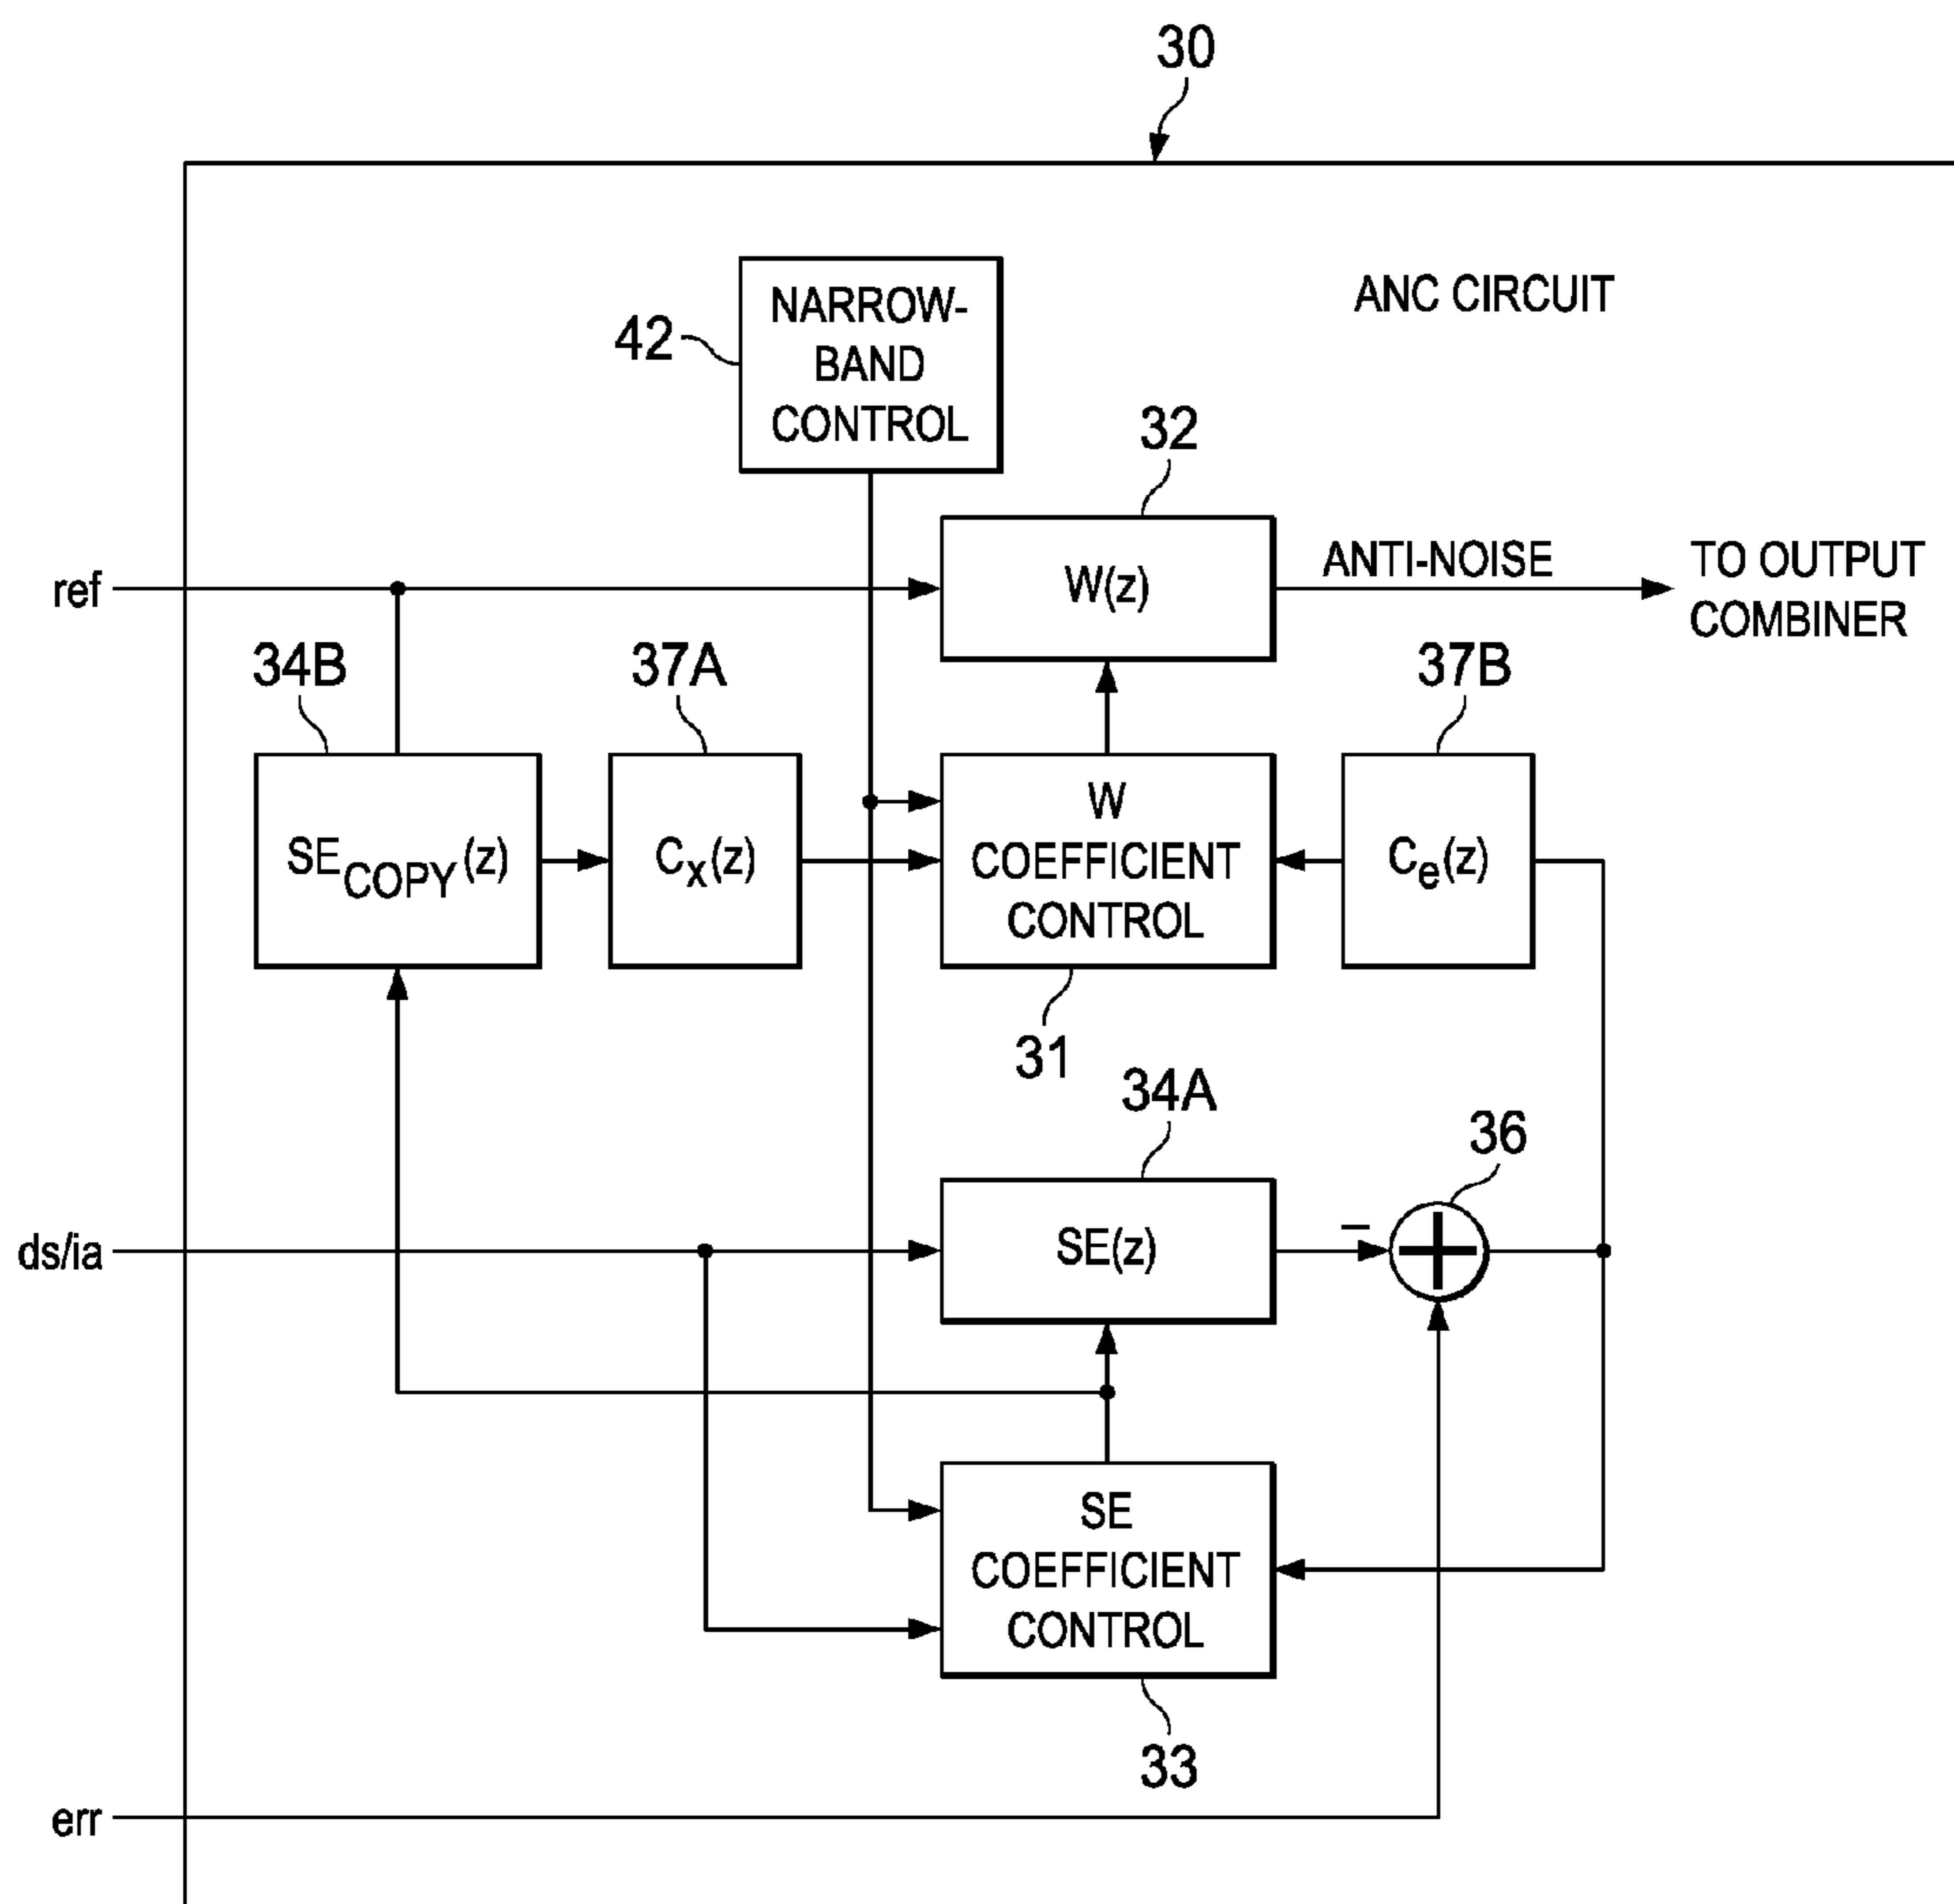 30
NARROW-
BAND
CONTROL
42
ANC CIRCUIT
32
ref
W(z)
ANTI-NOISE
TO OUTPUT
COMBINER
34B
37A
37B
SECOPY(z)
Cx(z)
W
COEFFICIENT
CONTROL
Ce(z)
31
34A
36
ds/ia
SE(z)
–
+
SE
COEFFICIENT
CONTROL
33
err